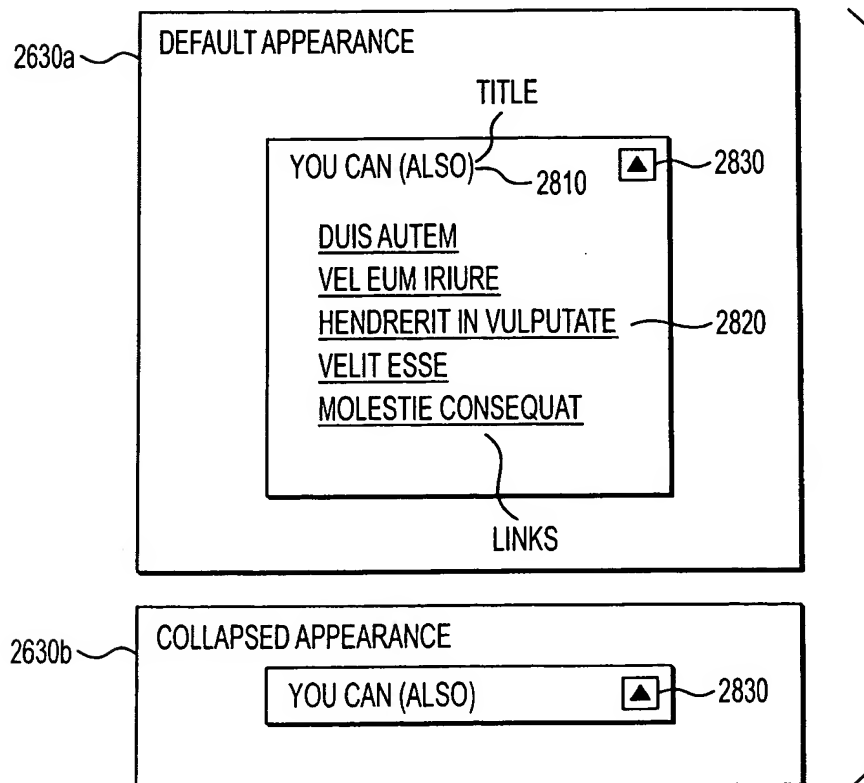 2630a
DEFAULT APPEARANCE
TITLE
YOU CAN (ALSO)
2810
2830
DUIS AUTEM
VEL EUM IRIURE
HENDRERIT IN VULPUTATE
2820
VELIT ESSE
MOLESTIE CONSEQUAT
LINKS
2630b
COLLAPSED APPEARANCE
YOU CAN (ALSO)
2830